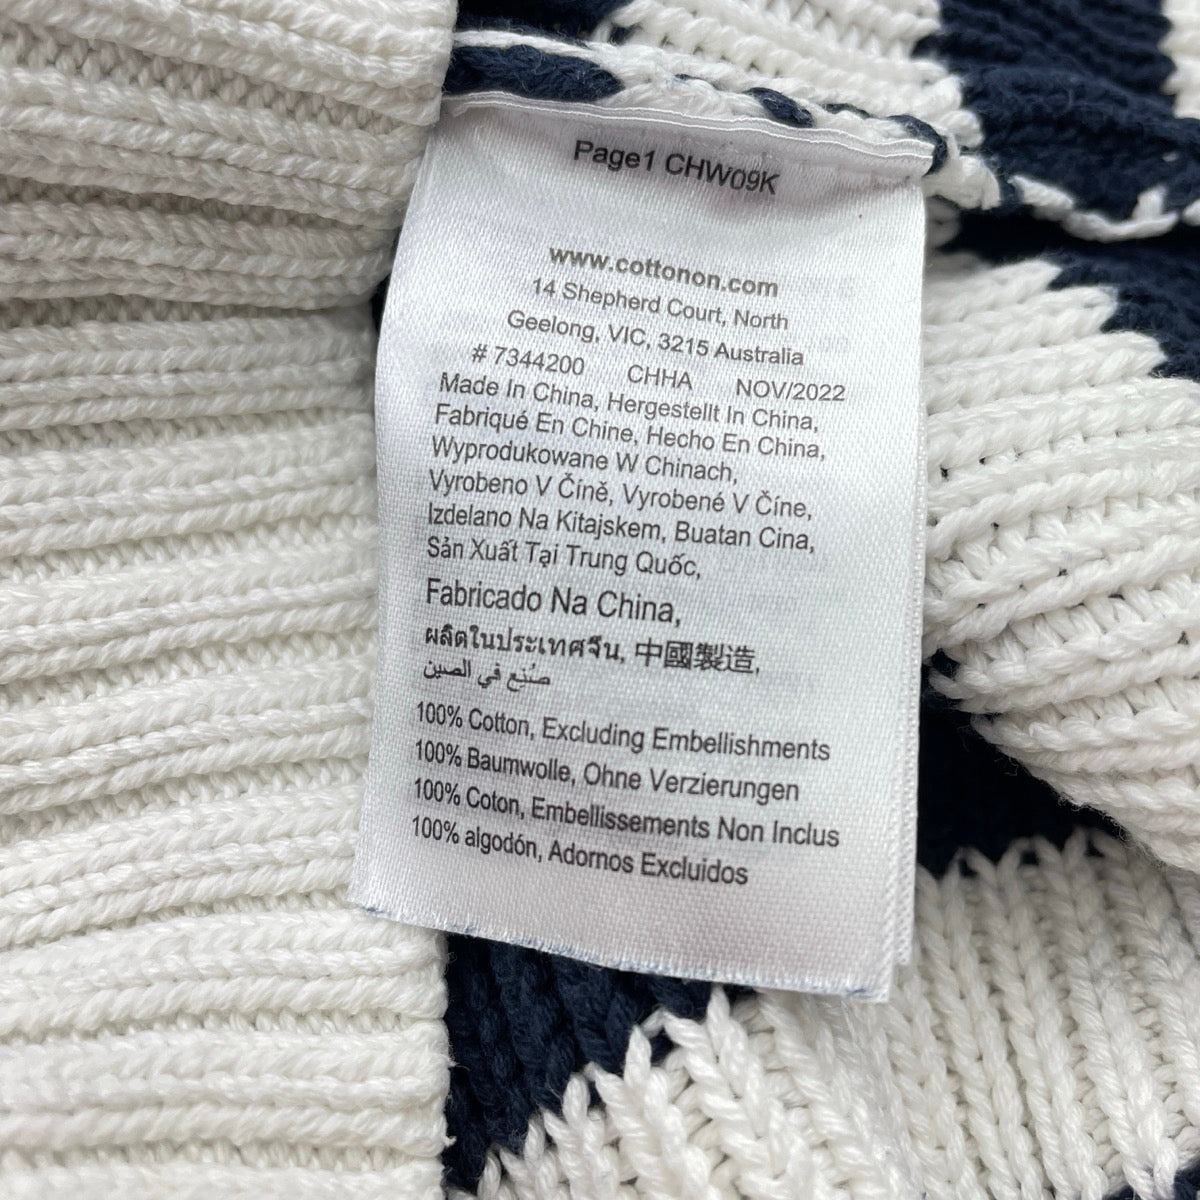 Page1 CHW09K
www.cottonon.com
14 Shepherd Court, North
Geelong, VIC, 3215 Australia
# 7344200 CHHA NOV/2022
Made In China, Hergestellt In China,
Fabriqué En Chine, Hecho En China,
Wyprodukowane W Chinach,
Vyrobeno V Číně, Vyrobené V Číne,
Izdelano Na Kitajskem, Buatan Cina,
Sản Xuất Tại Trung Quốc,
Fabricado Na China,
ผลิตในประเทศจีน, 中國製造,
صُنِع في الصين
100% Cotton, Excluding Embellishments
100% Baumwolle, Ohne Verzierungen
100% Coton, Embellissements Non Inclus
100% algodón, Adornos Excluidos